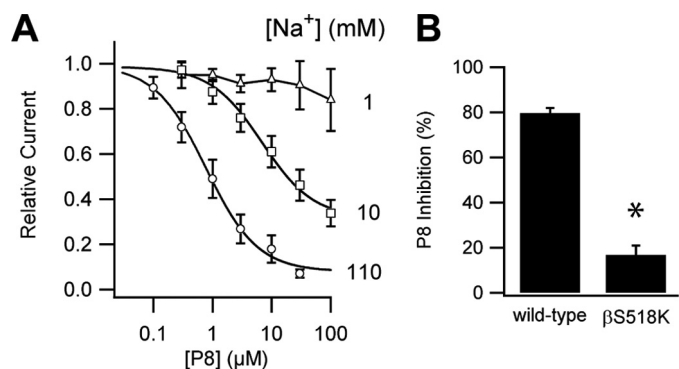 A
[Na⁺] (mM)
1.0
0.8
0.6
0.4
0.2
0.0
Relative Current
1
10
110
0.1
1
10
100
[P8] (µM)
B
100
80
60
40
20
0
P8 Inhibition (%)
*
wild-type
βS518K